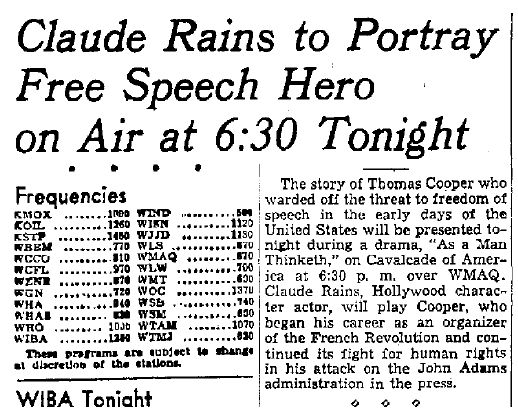 Claude Rains to Portray
Free Speech Hero
on Air at 6:30 Tonight
Frequencies
KMOX ........ 1090 WIND ........ 560
KOIL ........ 1260 WIKN ........ 1120
KSTP ........ 1460 WJJD ........ 1130
WBBM ........ 770 WLS ........ 870
WCCO ........ 810 WMAQ ........ 670
WCFL ........ 970 WLW ........ 700
WENR ........ 870 WMT ........ 600
WGN ........ 720 WOC ........ 1370
WHA ........ 940 WSB ........ 740
WSM ........
WHO ........ 1000 WTAM ........ 1070
WIBA ........ 1280 WTMJ ........ 620
These programs are subject to change
at discretion of the stations.
WIBA Tonight
The story of Thomas Cooper who
warded off the threat to freedom of
speech in the early days of the
United States will be presented to-
night during a drama, "As a Man
Thinketh," on Cavalcade of Amer-
ica at 6:30 p. m. over WMAQ.
Claude Rains, Hollywood charac-
ter actor, will play Cooper, who
began his career as an organizer
of the French Revolution and con-
tinued its fight for human rights
in his attack on the John Adams
administration in the press.